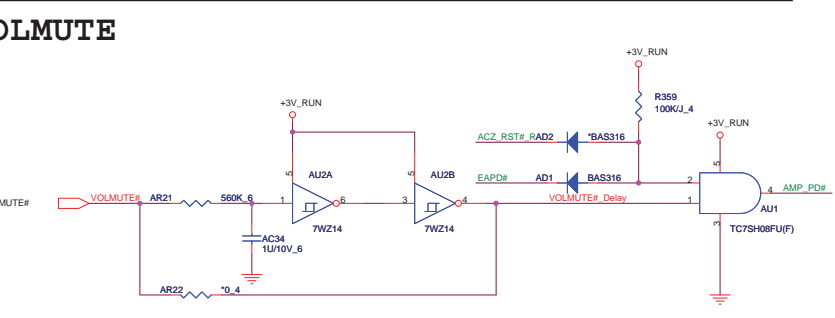 OLMUTE
+3V_RUN
R359
100K/J_4
+3V_RUN
+3V_RUN
ACZ_RST#_R AD2 *BAS316
5
AU2A
5
AU2B
EAPD# AD1 BAS316
5
2
4 AMP_PD#
MUTE# VOLMUTE# AR21 560K_6 1 6 3 4 VOLMUTE#_Delay 1
AU1
7WZ14
7WZ14
3
TC7SH08FU(F)
AC34
1U/10V_6
AR22 *0_4